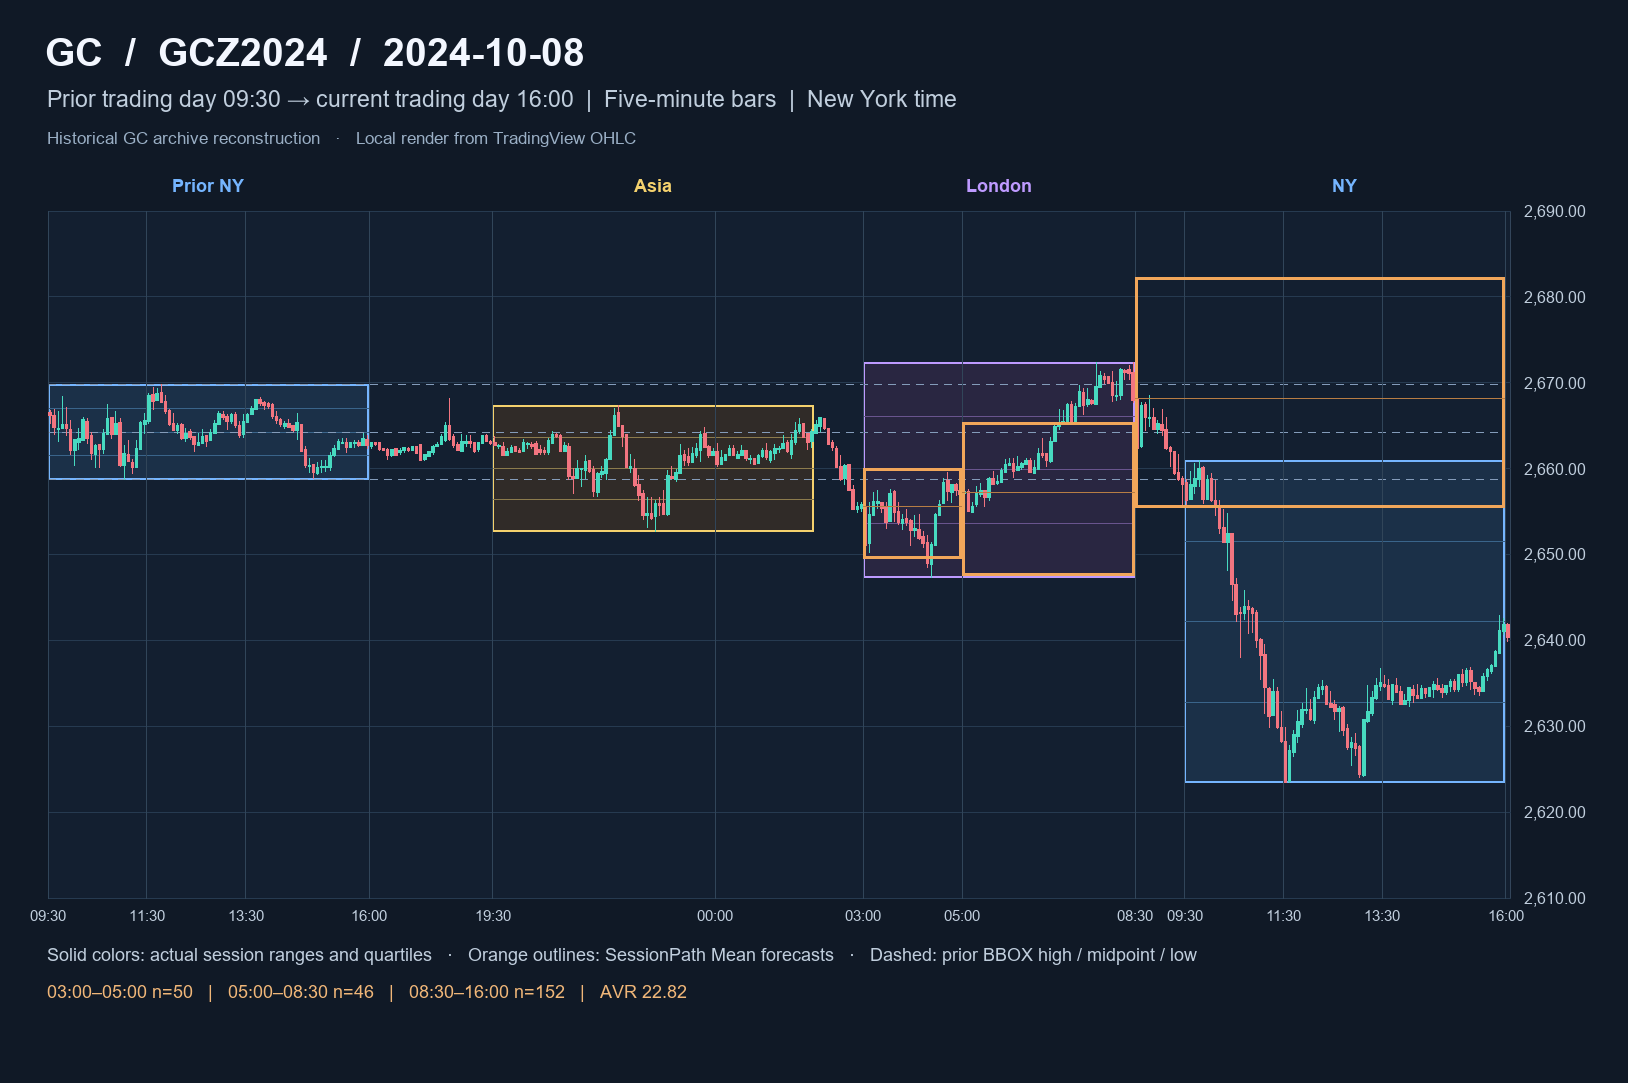 GC / GCZ2024 / 2024-10-08
Prior trading day 09:30 → current trading day 16:00 | Five-minute bars | New York time
Historical GC archive reconstruction · Local render from TradingView OHLC
Prior NY Asia London NY
2,690.00
2,680.00
2,670.00
2,660.00
2,650.00
2,640.00
2,630.00
2,620.00
2,610.00
09:30 11:30 13:30 16:00 19:30 00:00 03:00 05:00 08:30 09:30 11:30 13:30 16:00
Solid colors: actual session ranges and quartiles · Orange outlines: SessionPath Mean forecasts · Dashed: prior BBOX high / midpoint / low
03:00–05:00 n=50 | 05:00–08:30 n=46 | 08:30–16:00 n=152 | AVR 22.82